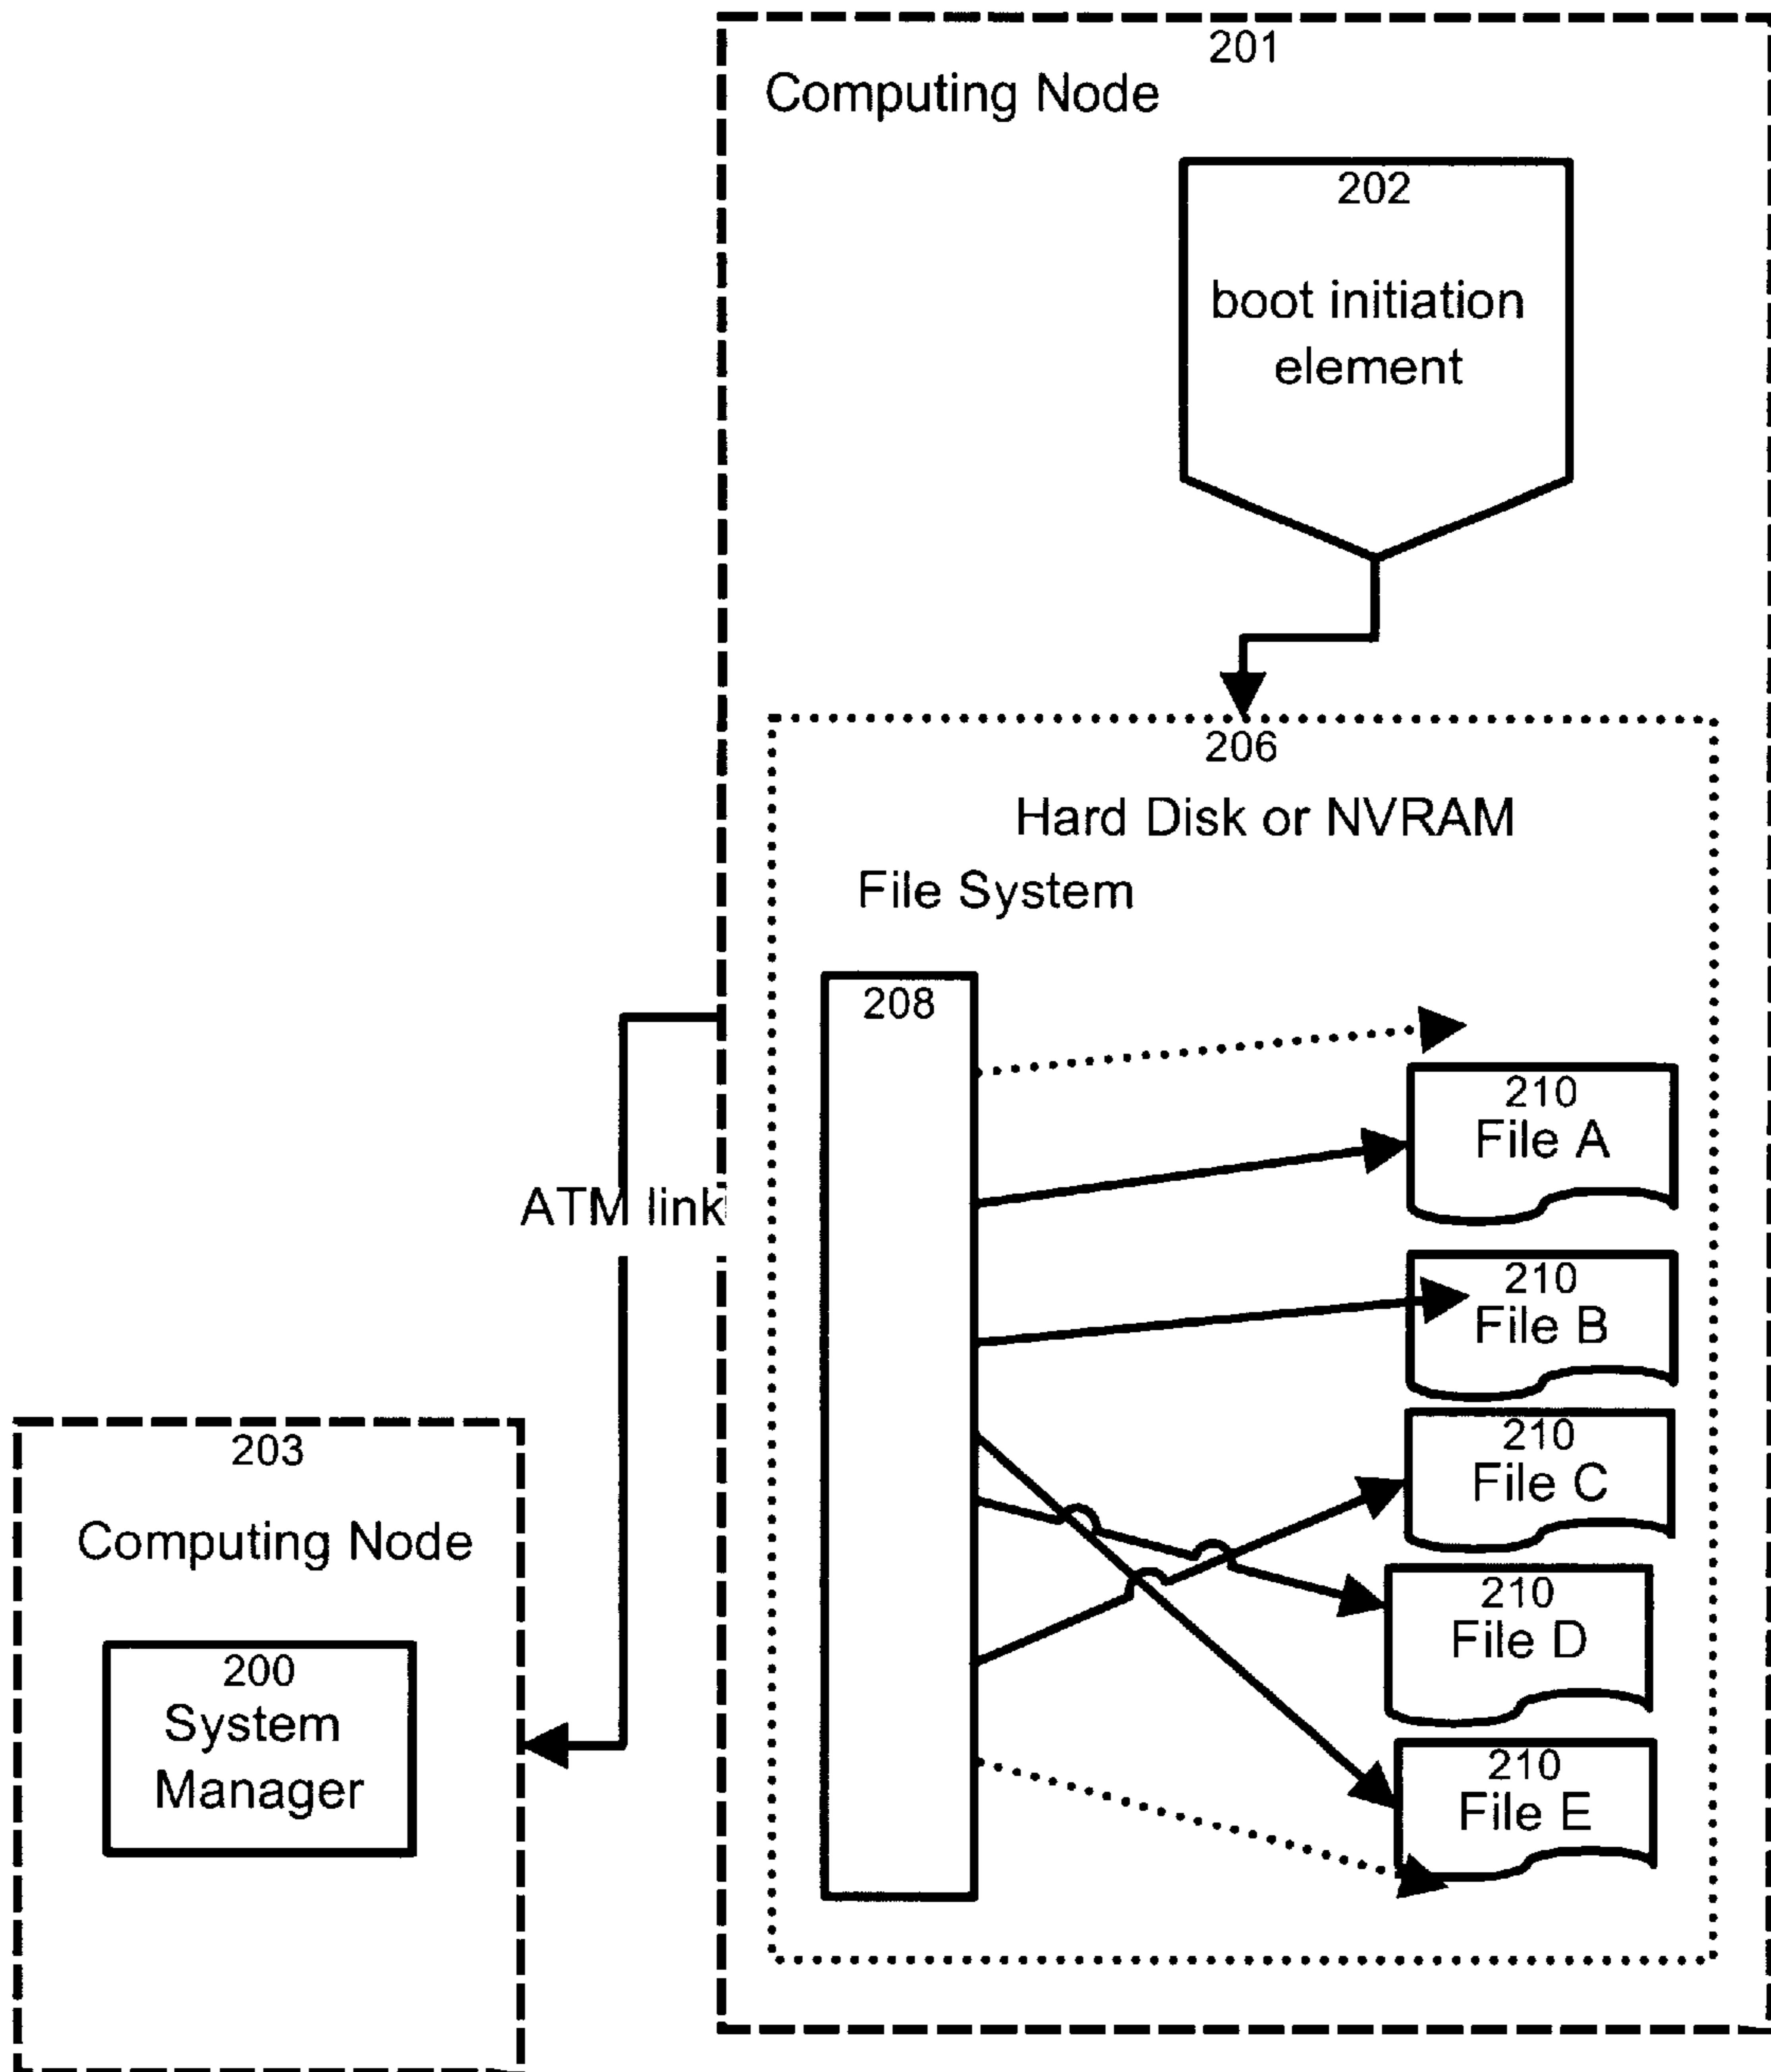 201
Computing Node
202
boot initiation
element
206
Hard Disk or NVRAM
File System
208
210
File A
ATM link
210
File B
210
File C
210
File D
210
File E
203
Computing Node
200
System
Manager